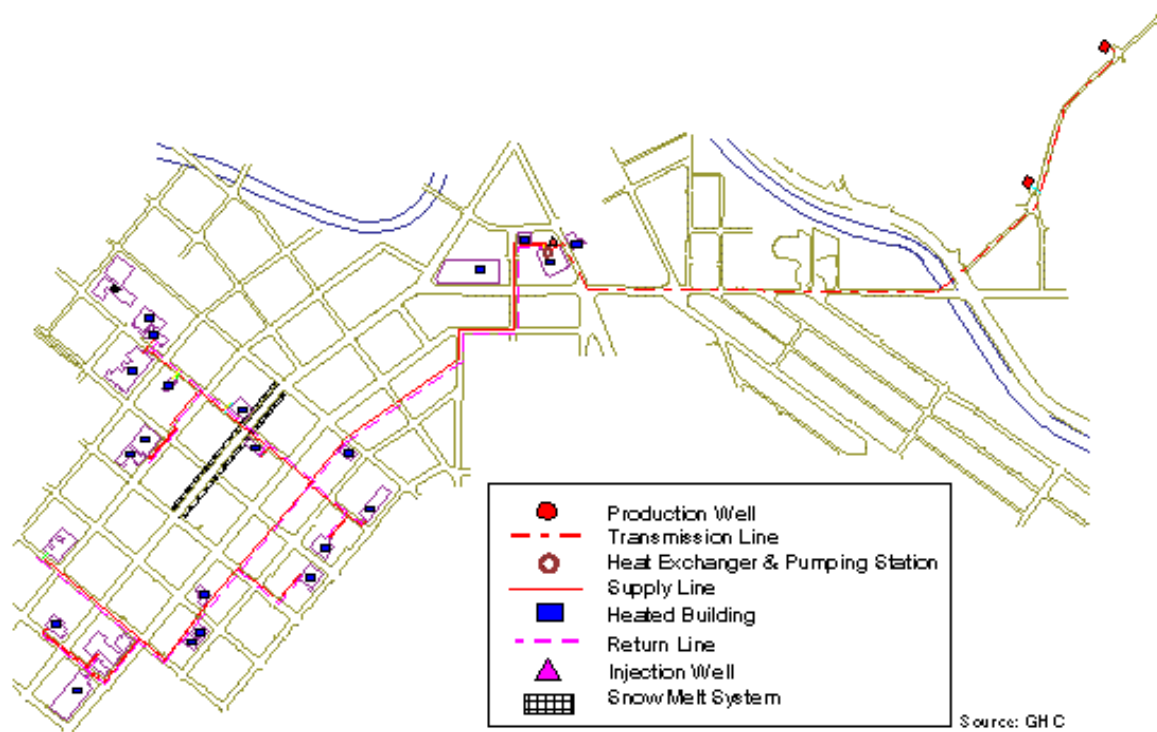 Production Well
Transmission Line
Heat Exchanger & Pumping Station
Supply Line
Heated Building
Return Line
Injection Well
Snow Melt System
Source: GHC